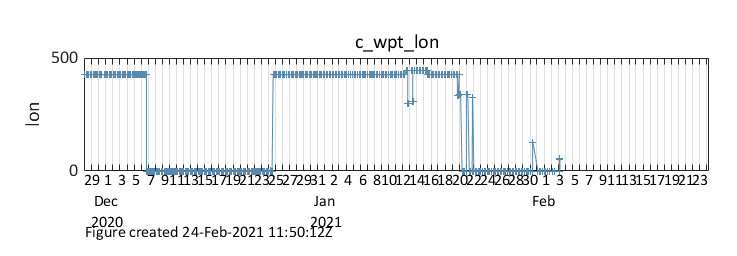 c_wpt_lon
500
lon
0
29 1 3 5 7 9 11 13 15 17 19 21 23 25 27 29 31 2 4 6 8 10 12 14 16 18 20 22 24 26 28 30 1 3 5 7 9 11 13 15 17 19 21 23
Dec Jan Feb
2020 2021
Figure created 24-Feb-2021 11:50:12Z